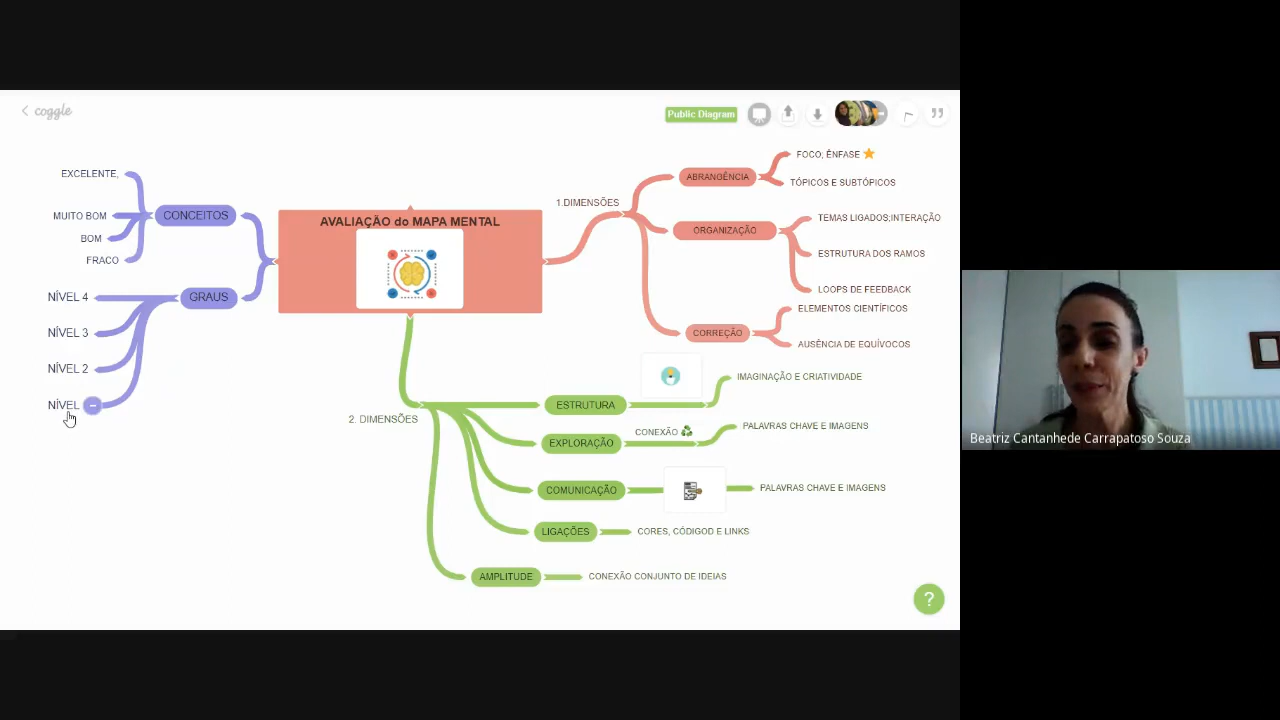 coggle
Public Diagram
EXCELENTE,
MUITO BOM
BOM
FRACO
CONCEITOS
NÍVEL 4
NÍVEL 3
NÍVEL 2
NÍVEL
GRAUS
AVALIAÇÃO do MAPA MENTAL
1.DIMENSÕES
ABRANGÊNCIA
FOCO; ÊNFASE
TÓPICOS E SUBTÓPICOS
ORGANIZAÇÃO
TEMAS LIGADOS;INTERAÇÃO
ESTRUTURA DOS RAMOS
LOOPS DE FEEDBACK
CORREÇÃO
ELEMENTOS CIENTÍFICOS
AUSÊNCIA DE EQUÍVOCOS
2. DIMENSÕES
ESTRUTURA
IMAGINAÇÃO E CRIATIVIDADE
EXPLORAÇÃO
CONEXÃO
PALAVRAS CHAVE E IMAGENS
COMUNICAÇÃO
PALAVRAS CHAVE E IMAGENS
LIGAÇÕES
CORES, CÓDIGOD E LINKS
AMPLITUDE
CONEXÃO CONJUNTO DE IDEIAS
?
Beatriz Cantanhede Carrapatoso Souza